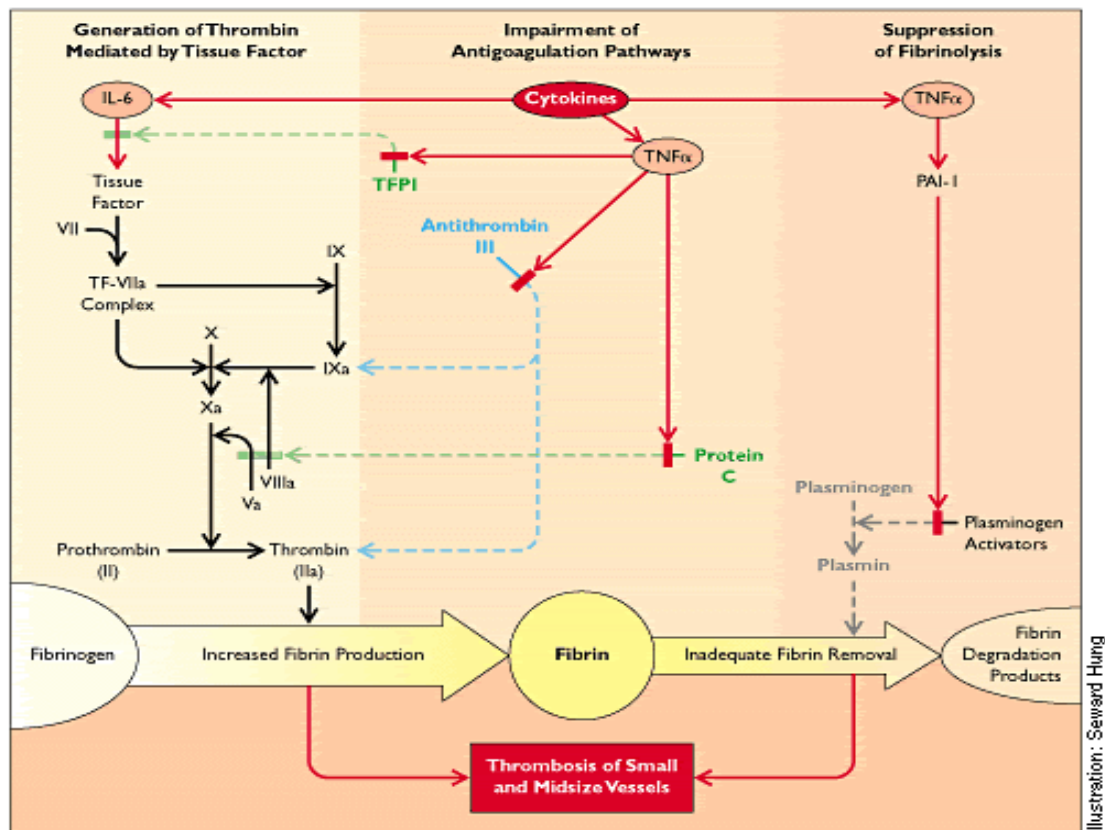 Generation of Thrombin
Mediated by Tissue Factor
Impairment of
Antigoagulation Pathways
Suppression
of Fibrinolysis
IL-6
Cytokines
TNFα
TNFα
TFPI
Tissue
Factor
PAI-1
VII
Antithrombin
III
IX
TF-VIIa
Complex
X
IXa
Xa
VIIIa
Va
Protein
C
Plasminogen
Plasminogen
Activators
Plasmin
Prothrombin
(II)
Thrombin
(IIa)
Fibrinogen
Increased Fibrin Production
Fibrin
Inadequate Fibrin Removal
Fibrin
Degradation
Products
Thrombosis of Small
and Midsize Vessels
Illustration: Seward Hung